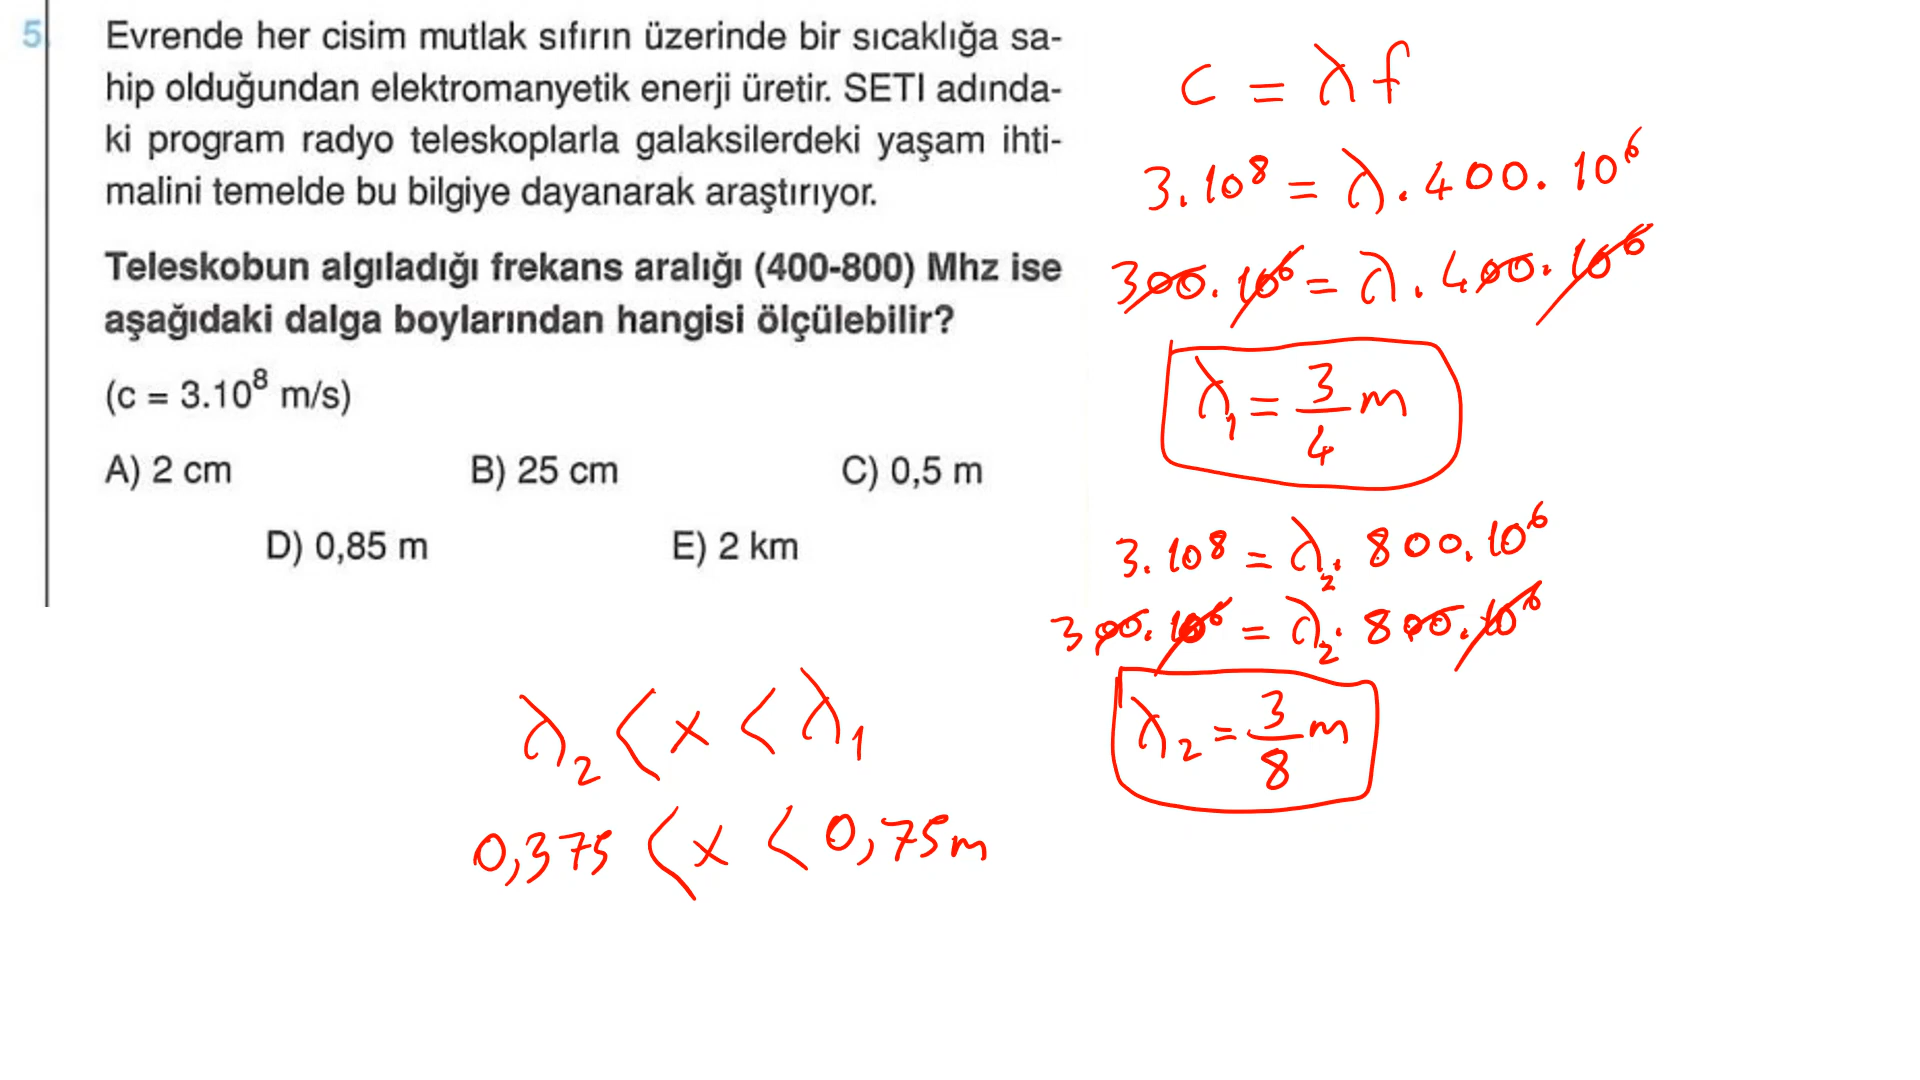 5.
Evrende her cisim mutlak sıfırın üzerinde bir sıcaklığa sa-
hip olduğundan elektromanyetik enerji üretir. SETI adında-
ki program radyo teleskoplarla galaksilerdeki yaşam ihti-
malini temelde bu bilgiye dayanarak araştırıyor.
Teleskobun algıladığı frekans aralığı (400-800) Mhz ise
aşağıdaki dalga boylarından hangisi ölçülebilir?
(c = 3.10⁸ m/s)
A) 2 cm B) 25 cm C) 0,5 m
D) 0,85 m E) 2 km
c = λ f
3.10⁸ = λ . 400. 10⁶
300. 10⁶ = λ . 400. 10⁶
λ₁ = 3/4 m
3. 10⁸ = λ₂ . 800. 10⁶
300. 10⁶ = λ₂ . 800. 10⁶
λ₂ = 3/8 m
λ₂ < x < λ₁
0,375 < x < 0,75 m